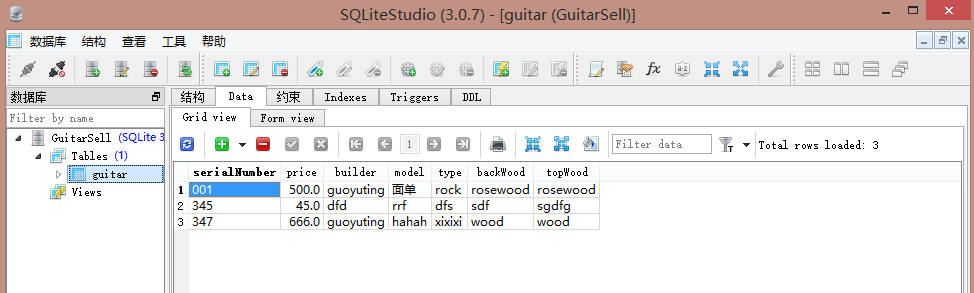 SQLiteStudio (3.0.7) - [guitar (GuitarSell)]
数据库 结构 查看 工具 帮助
数据库
Filter by name
GuitarSell (SQLite 3
Tables (1)
guitar
Views
结构 Data 约束 Indexes Triggers DDL
Grid view Form view
1 Filter data Total rows loaded: 3
serialNumber price builder model type backWood topWood
1 001 500.0 guoyuting 面单 rock rosewood rosewood
2 345 45.0 dfd rrf dfs sdf sgdfg
3 347 666.0 guoyuting hahah xixixi wood wood